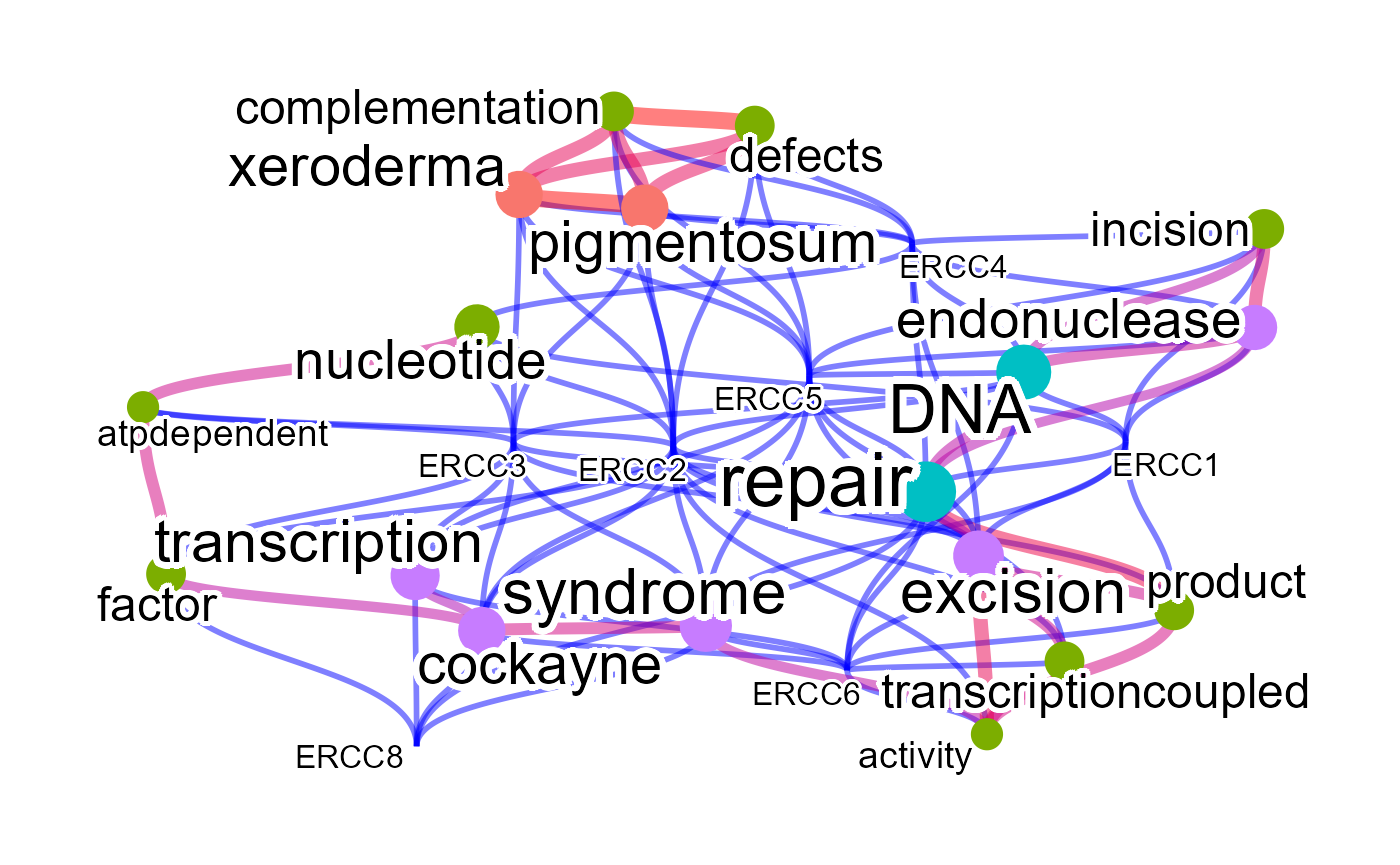 complementation
xeroderma
defects
pigmentosum
incision
ERCC4
endonuclease
nucleotide
ERCC5
DNA
atpdependent
ERCC3
ERCC2
ERCC1
repair
transcription
syndrome
excision
product
factor
cockayne
ERCC6
transcriptioncoupled
ERCC8
activity